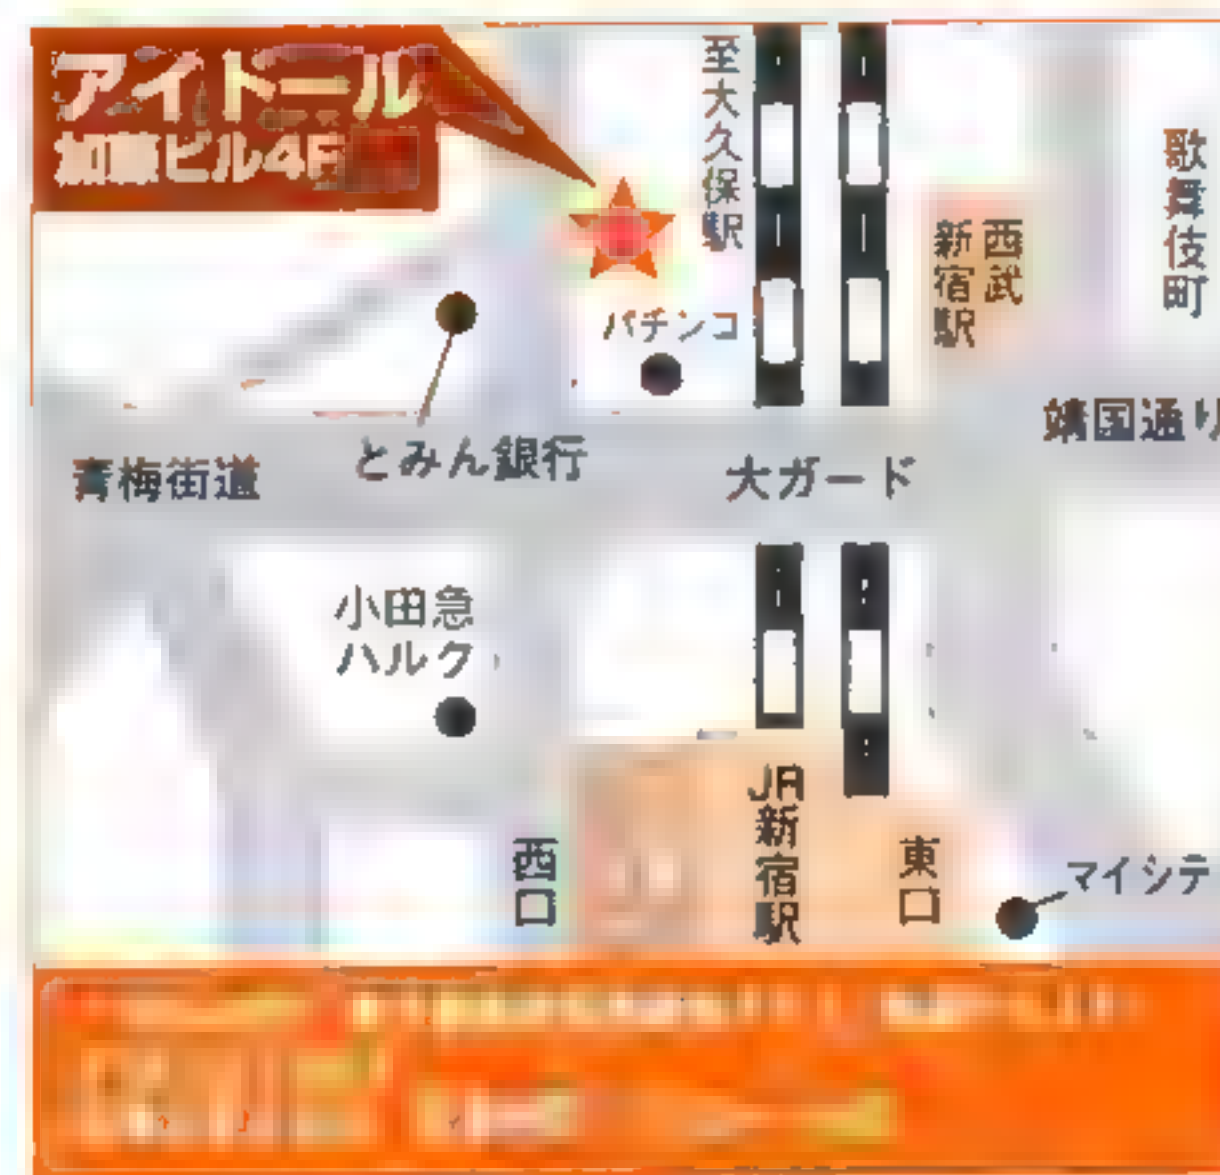 アイドール
加藤ビル4F
至大久保駅
歌舞伎町
西武
新宿駅
パチンコ
靖国通り
とみん銀行
青梅街道
大ガード
小田急
ハルク
JR新宿駅
西口
東口
マイシテ